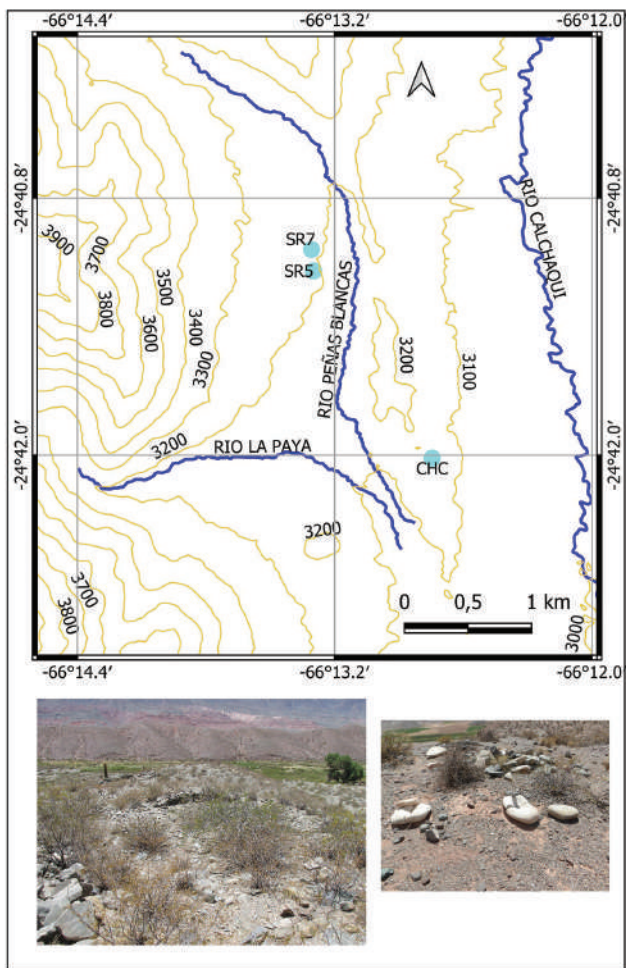 -66°14.4' -66°13.2' -66°12.0'
-24°40.8' -24°40.8'
RIO CALCHAQUI
SR7
3900
3700
SR5
3500
3800
3600
3400
3300
RIO PEÑAS BLANCAS
3200
3100
3200
RIO LA PAYA
-24°42.0' -24°42.0'
CHC
3200
3700
3800
0 0,5 1 km
3000
-66°14.4' -66°13.2' -66°12.0'